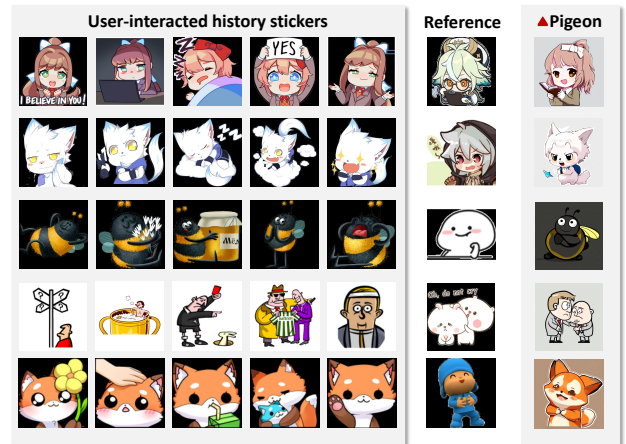 User-interacted history stickers
Reference
▲Pigeon
I BELIEVE IN YOU!
YES
Oh, do not cry